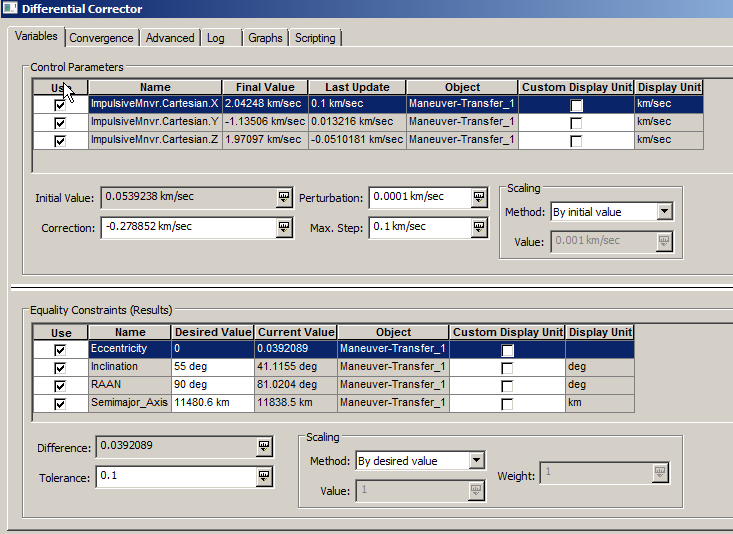 Differential Corrector
Variables Convergence Advanced Log Graphs Scripting
Control Parameters
Use Name Final Value Last Update Object Custom Display Unit Display Unit
ImpulsiveMnvr.Cartesian.X 2.04248 km/sec 0.1 km/sec Maneuver-Transfer_1 km/sec
ImpulsiveMnvr.Cartesian.Y -1.13506 km/sec 0.013216 km/sec Maneuver-Transfer_1 km/sec
ImpulsiveMnvr.Cartesian.Z 1.97097 km/sec -0.0510181 km/sec Maneuver-Transfer_1 km/sec
Scaling
Initial Value: 0.0539238 km/sec Perturbation: 0.0001 km/sec Method: By initial value
Correction: -0.278852 km/sec Max. Step: 0.1 km/sec Value: 0.001 km/sec
Equality Constraints (Results)
Use Name Desired Value Current Value Object Custom Display Unit Display Unit
Eccentricity 0 0.0392089 Maneuver-Transfer_1
Inclination 55 deg 41.1155 deg Maneuver-Transfer_1 deg
RAAN 90 deg 81.0204 deg Maneuver-Transfer_1 deg
Semimajor_Axis 11480.6 km 11838.5 km Maneuver-Transfer_1 km
Scaling
Difference: 0.0392089 Method: By desired value Weight: 1
Tolerance: 0.1 Value: 1